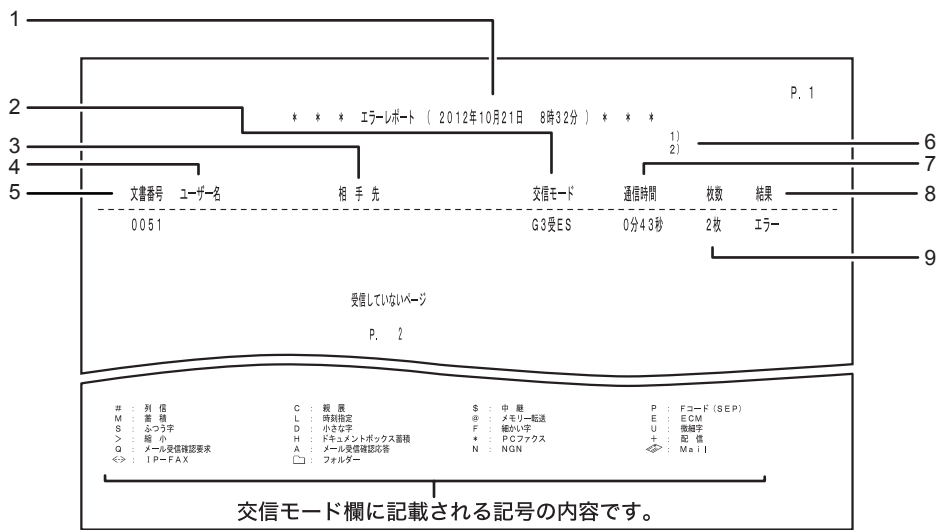 1
P. 1
2
＊ ＊ ＊ エラーレポート ( 2012年10月21日 8時32分 ) ＊ ＊ ＊
3
1)
2)
6
4
7
5
文書番号 ユーザー名 相 手 先 交信モード 通信時間 枚数 結果
8
0051 G3受ES 0分43秒 2枚 エラー
9
受信していないページ
P. 2
# : 列 信 C : 親 展 $ : 中 継 P : Fコード(SEP)
M : 蓄 積 L : 時刻指定 @ : メモリー転送 E : ECM
S : ふつう字 D : 小さな字 F : 細かい字 U : 微細字
> : 縮 小 H : ドキュメントボックス蓄積 * : PCファクス + : 配 信
Q : メール受信確認要求 A : メール受信確認応答 N : NGN : Mail
<-> : IP-FAX : フォルダー
交信モード欄に記載される記号の内容です。